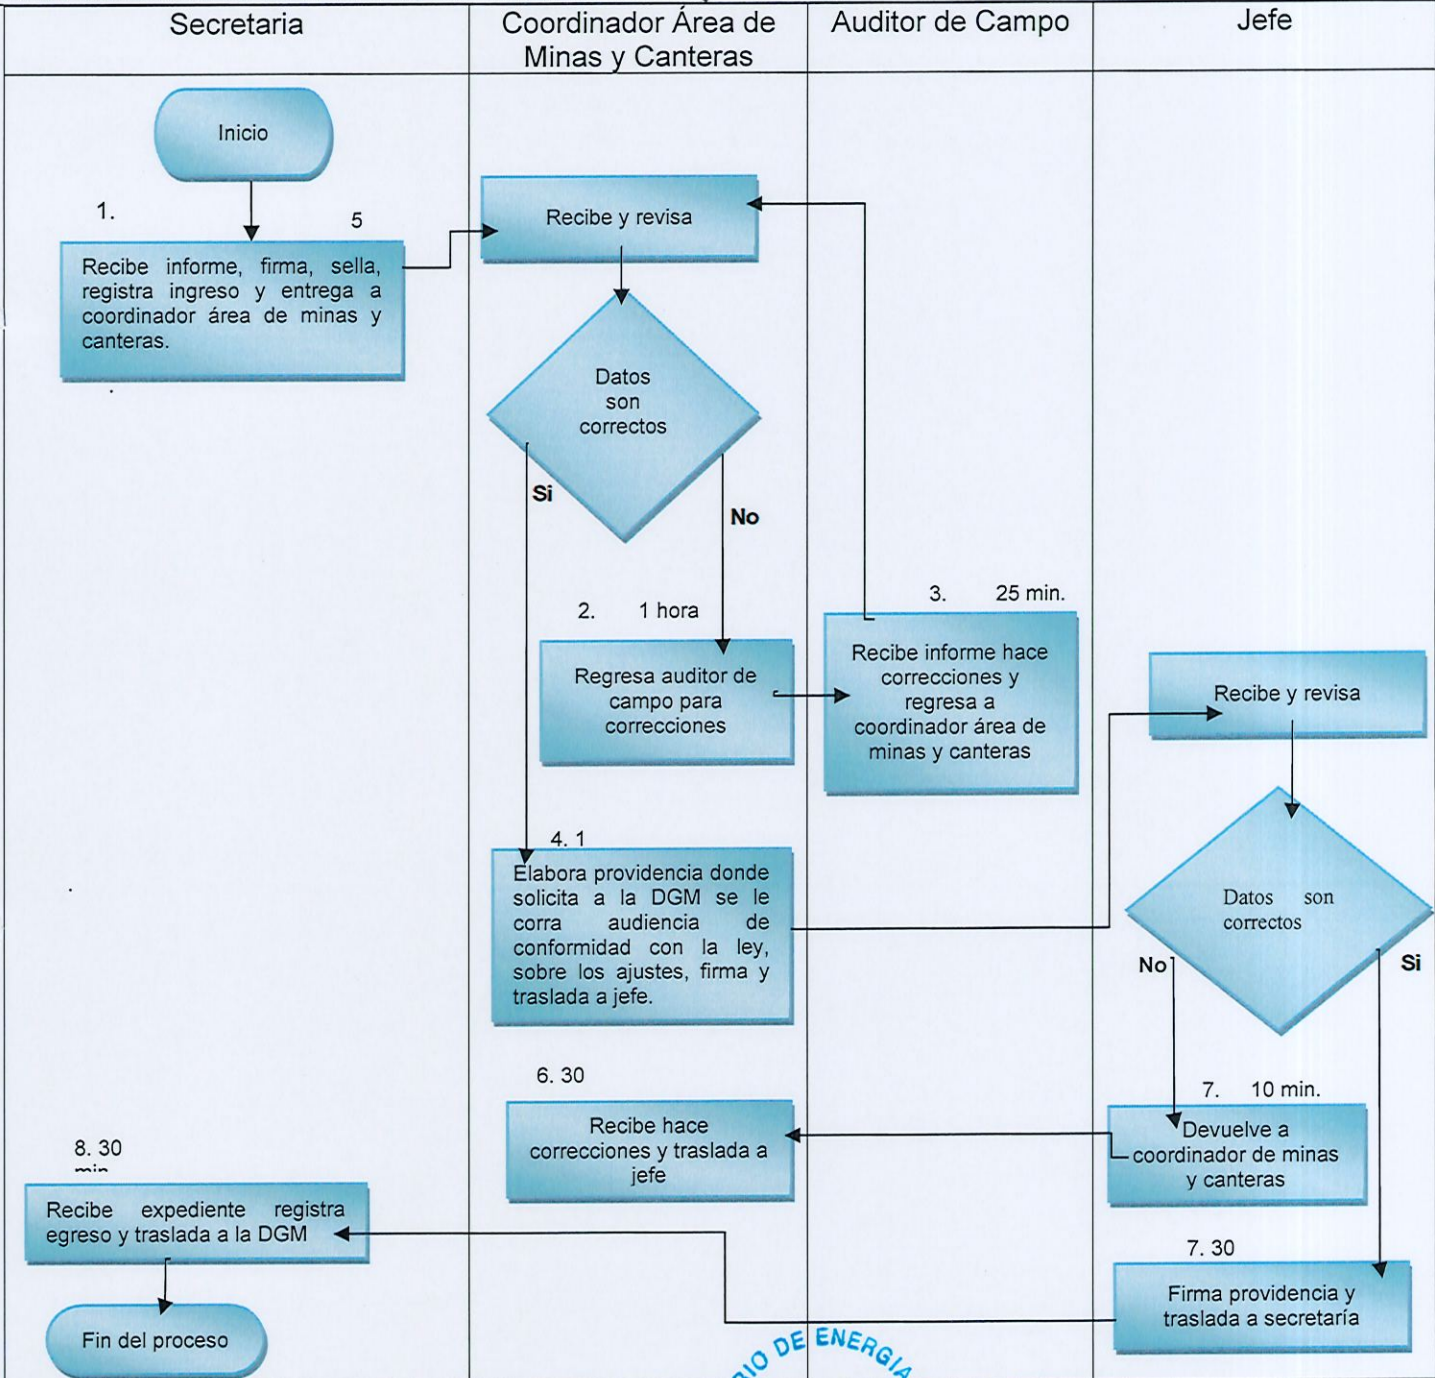 Secretaria
Coordinador Área de
Minas y Canteras
Auditor de Campo
Jefe
Inicio
1.
5
Recibe informe, firma, sella,
registra ingreso y entrega a
coordinador área de minas y
canteras.
Recibe y revisa
Datos
son
correctos
Si
No
2. 1 hora
Regresa auditor de
campo para
correcciones
3. 25 min.
Recibe informe hace
correcciones y
regresa a
coordinador área de
minas y canteras
4. 1
Elabora providencia donde
solicita a la DGM se le
corra audiencia de
conformidad con la ley,
sobre los ajustes, firma y
traslada a jefe.
Recibe y revisa
Datos son
correctos
No
Si
7. 10 min.
Devuelve a
coordinador de minas
y canteras
6. 30
Recibe hace
correcciones y traslada a
jefe
7. 30
Firma providencia y
traslada a secretaría
8. 30
min
Recibe expediente registra
egreso y traslada a la DGM
Fin del proceso
RIO DE ENERGIA